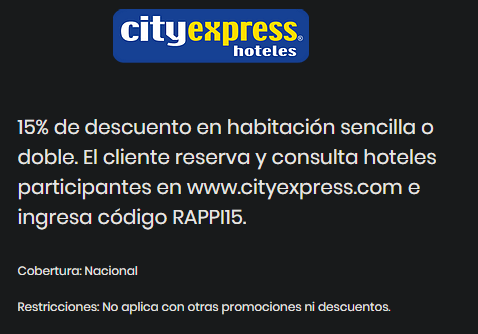 cityexpress®
hoteles
15% de descuento en habitación sencilla o
doble. El cliente reserva y consulta hoteles
participantes en www.cityexpress.com e
ingresa código RAPPI15.
Cobertura: Nacional
Restricciones: No aplica con otras promociones ni descuentos.